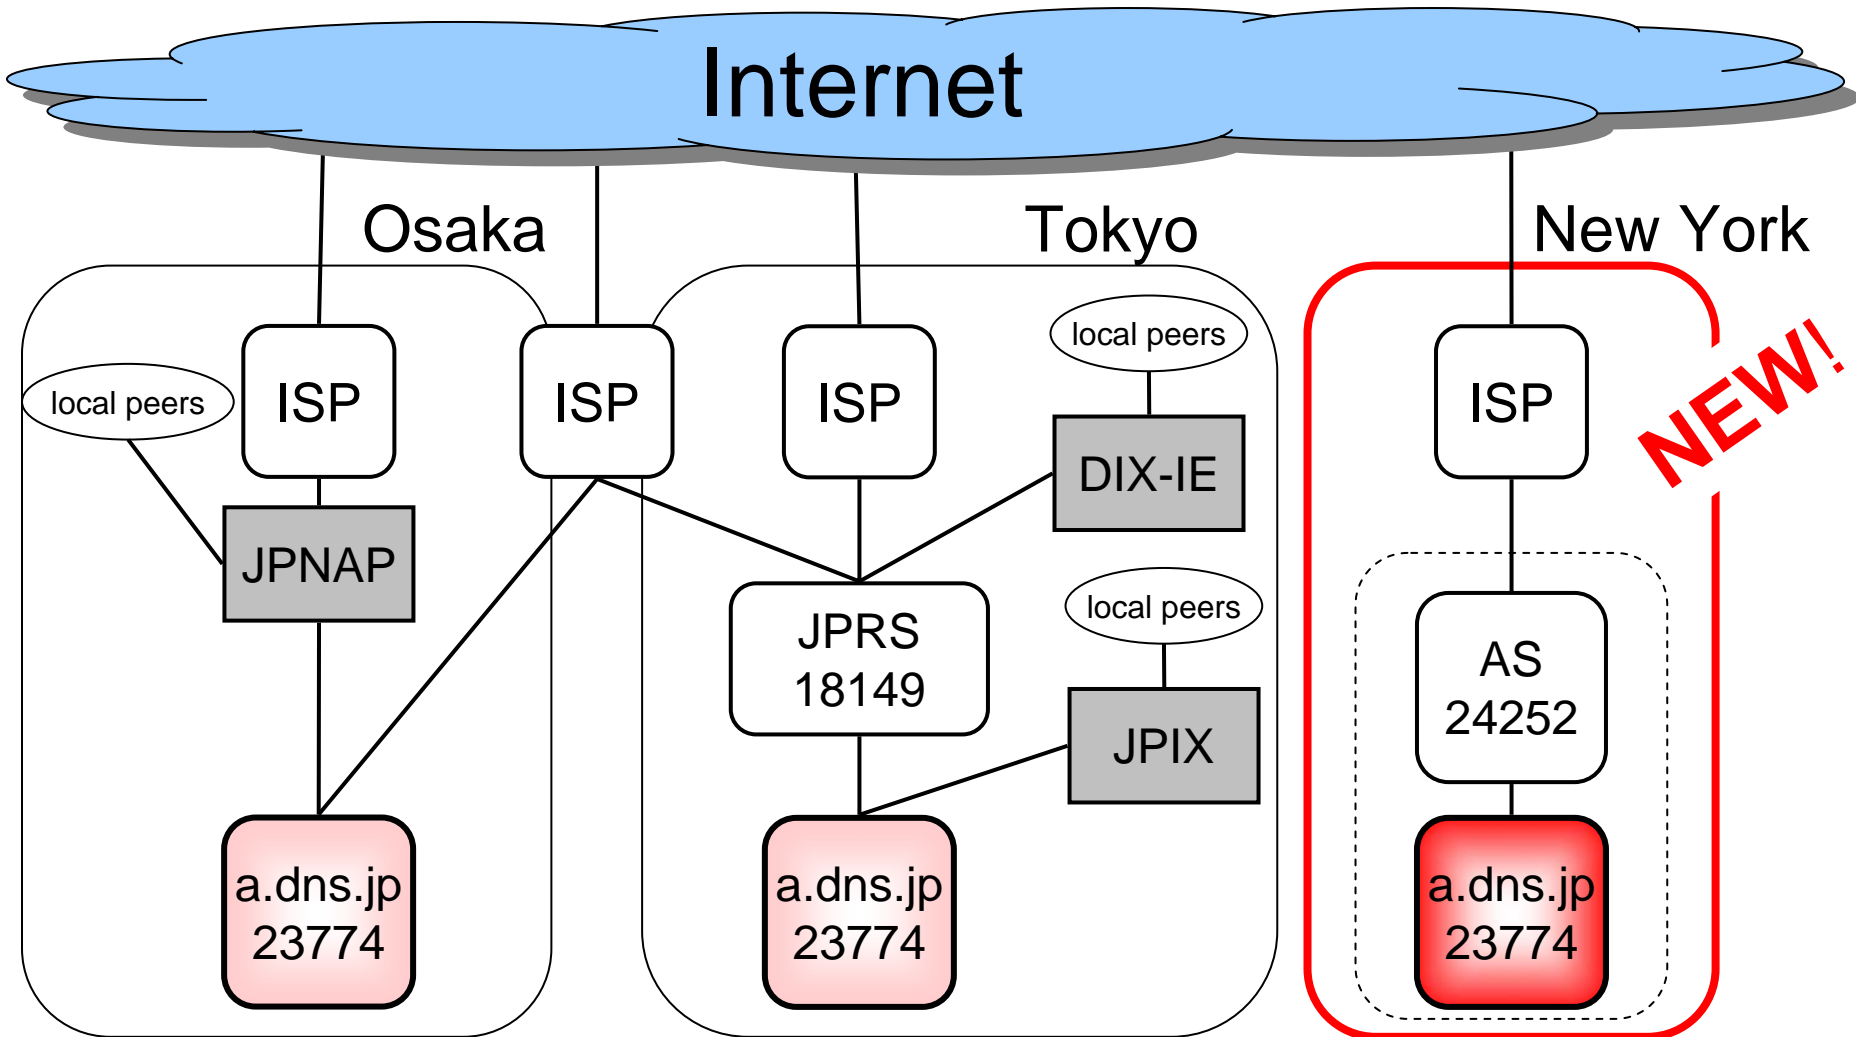 Internet
Osaka
Tokyo
New York
local peers
ISP
ISP
ISP
local peers
ISP
NEW!
JPNAP
DIX-IE
JPRS
18149
local peers
JPIX
AS
24252
a.dns.jp
23774
a.dns.jp
23774
a.dns.jp
23774